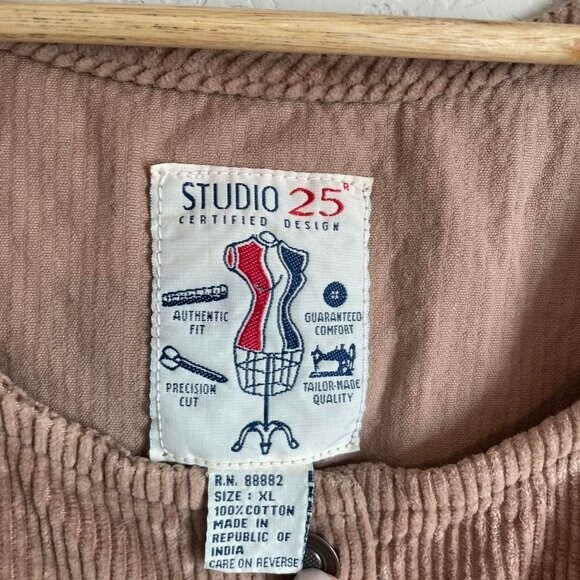 STUDIO 25 R
CERTIFIED DESIGN
AUTHENTIC
FIT
GUARANTEED
COMFORT
PRECISION
CUT
TAILOR-MADE
QUALITY
R.N. 88882
SIZE : XL
100% COTTON
MADE IN
REPUBLIC OF
INDIA
CARE ON REVERSE